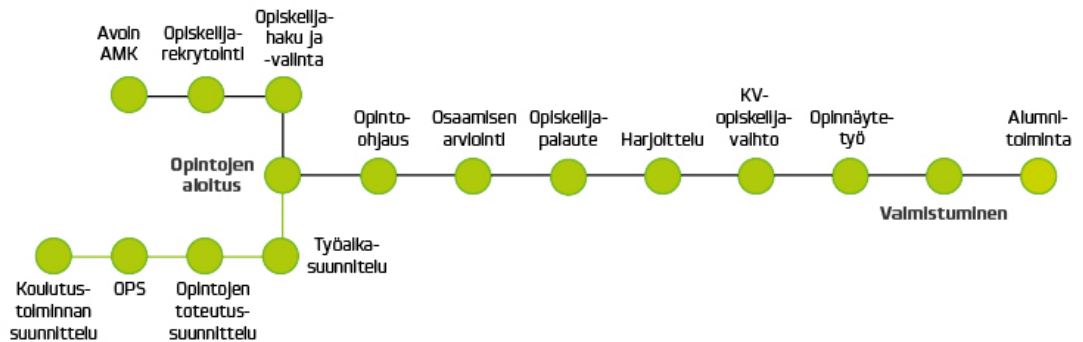 Avoin
AMK
Opiskelija-
rekrytointi
Opiskelija-
haku ja
-valinta
Opintojen
aloitus
Opinto-
ohjaus
Osaamisen
arviointi
Opiskelija-
palaute
Harjoittelu
KV-
opiskelija-
vaihto
Opinnäyte-
työ
Valmistuminen
Alumni-
toiminta
Koulutus-
toiminnan
suunnittelu
OPS
Opintojen
toteutus-
suunnittelu
Työaika-
suunnitelu